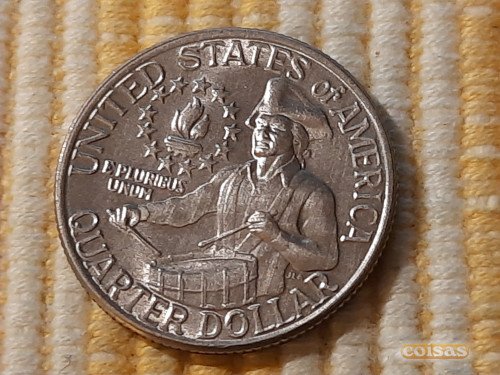 UNITED STATES OF AMERICA
E PLURIBUS
UNUM
QUARTER DOLLAR
coisas